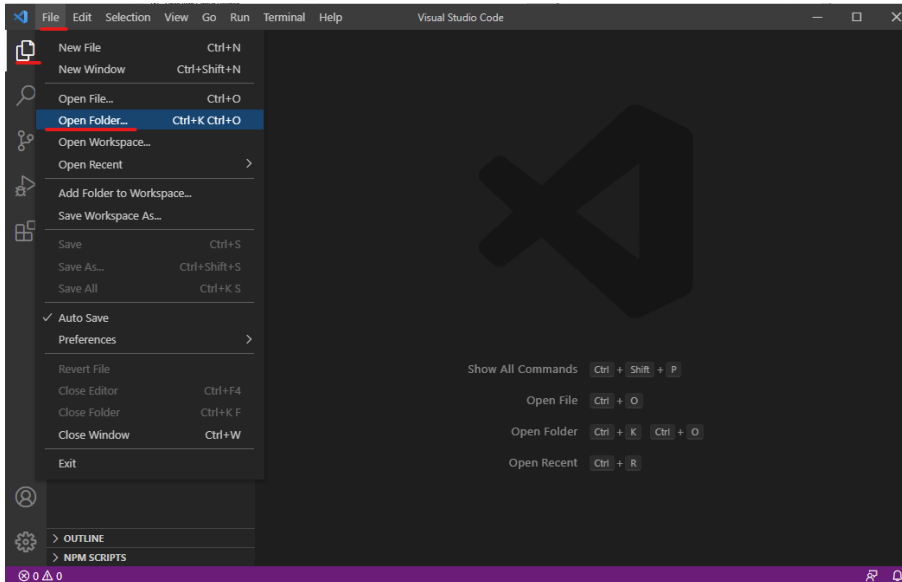 File Edit Selection View Go Run Terminal Help Visual Studio Code
New File Ctrl+N
New Window Ctrl+Shift+N
Open File... Ctrl+O
Open Folder... Ctrl+K Ctrl+O
Open Workspace...
Open Recent
Add Folder to Workspace...
Save Workspace As...
Save Ctrl+S
Save As... Ctrl+Shift+S
Save All Ctrl+K S
Auto Save
Preferences
Revert File
Close Editor Ctrl+F4
Close Folder Ctrl+K F
Close Window Ctrl+W
Exit
Show All Commands Ctrl + Shift + P
Open File Ctrl + O
Open Folder Ctrl + K Ctrl + O
Open Recent Ctrl + R
OUTLINE
NPM SCRIPTS
0 0